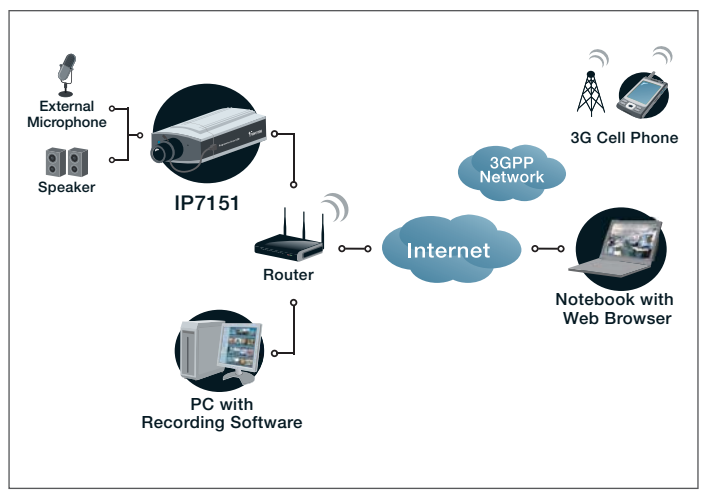 External
Microphone
Speaker
IP7151
3G Cell Phone
3GPP
Network
Router
Internet
Notebook with
Web Browser
PC with
Recording Software